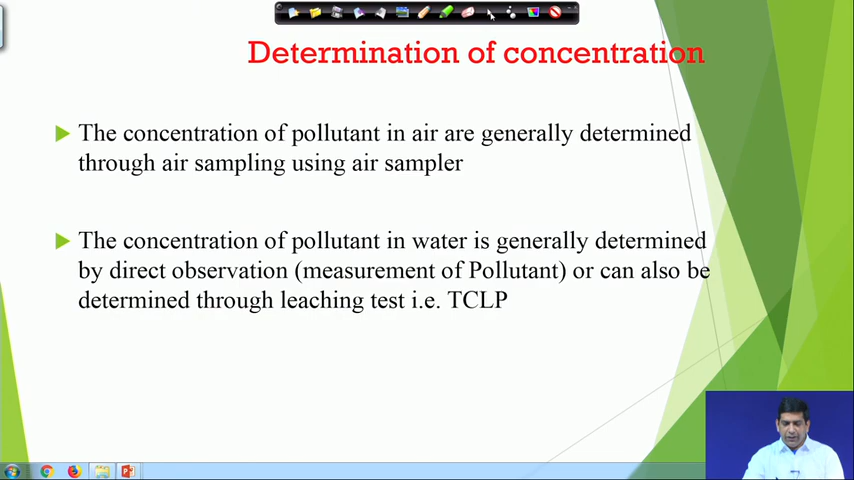 Determination of concentration
The concentration of pollutant in air are generally determined
through air sampling using air sampler
The concentration of pollutant in water is generally determined
by direct observation (measurement of Pollutant) or can also be
determined through leaching test i.e. TCLP